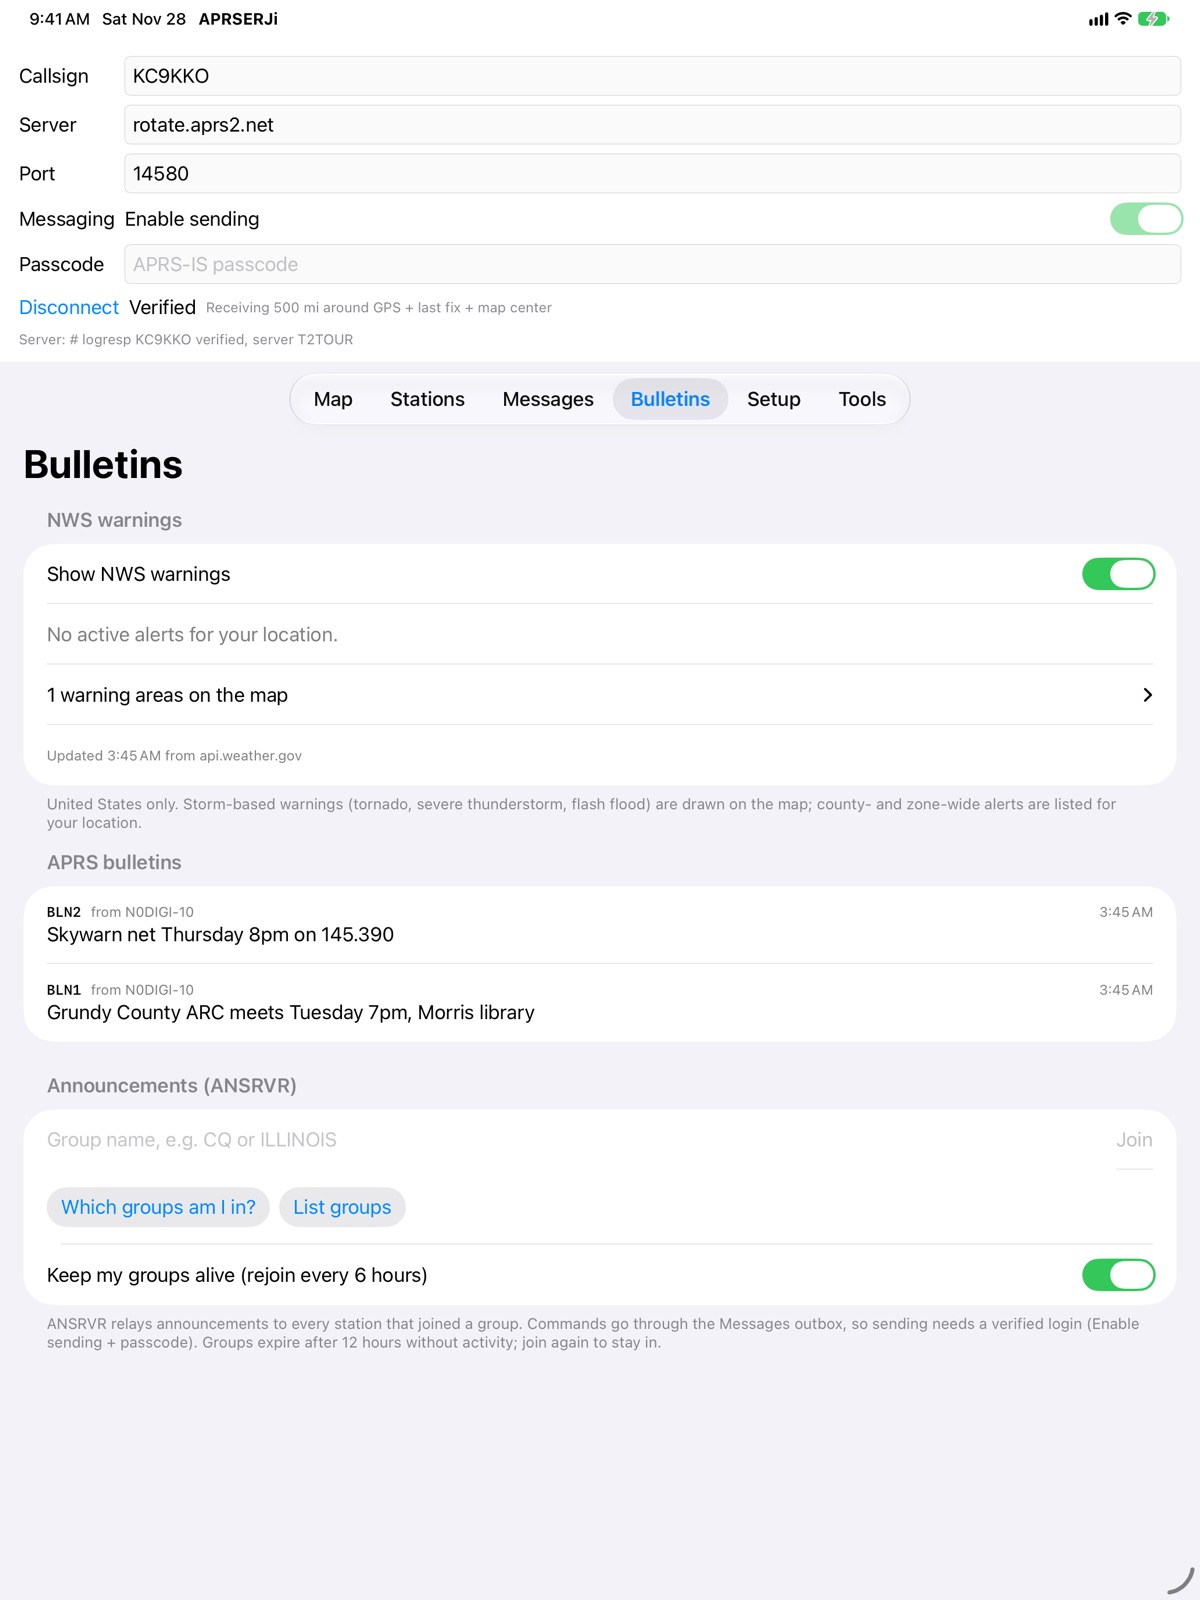 9:41 AM Sat Nov 28 APRSERJi
Callsign KC9KKO
Server rotate.aprs2.net
Port 14580
Messaging Enable sending
Passcode APRS-IS passcode
Disconnect Verified Receiving 500 mi around GPS + last fix + map center
Server: # logresp KC9KKO verified, server T2TOUR
Map Stations Messages Bulletins Setup Tools
Bulletins
NWS warnings
Show NWS warnings
No active alerts for your location.
1 warning areas on the map
Updated 3:45 AM from api.weather.gov
United States only. Storm-based warnings (tornado, severe thunderstorm, flash flood) are drawn on the map; county- and zone-wide alerts are listed for
your location.
APRS bulletins
BLN2 from N0DIGI-10 3:45 AM
Skywarn net Thursday 8pm on 145.390
BLN1 from N0DIGI-10 3:45 AM
Grundy County ARC meets Tuesday 7pm, Morris library
Announcements (ANSRVR)
Group name, e.g. CQ or ILLINOIS Join
Which groups am I in? List groups
Keep my groups alive (rejoin every 6 hours)
ANSRVR relays announcements to every station that joined a group. Commands go through the Messages outbox, so sending needs a verified login (Enable
sending + passcode). Groups expire after 12 hours without activity; join again to stay in.